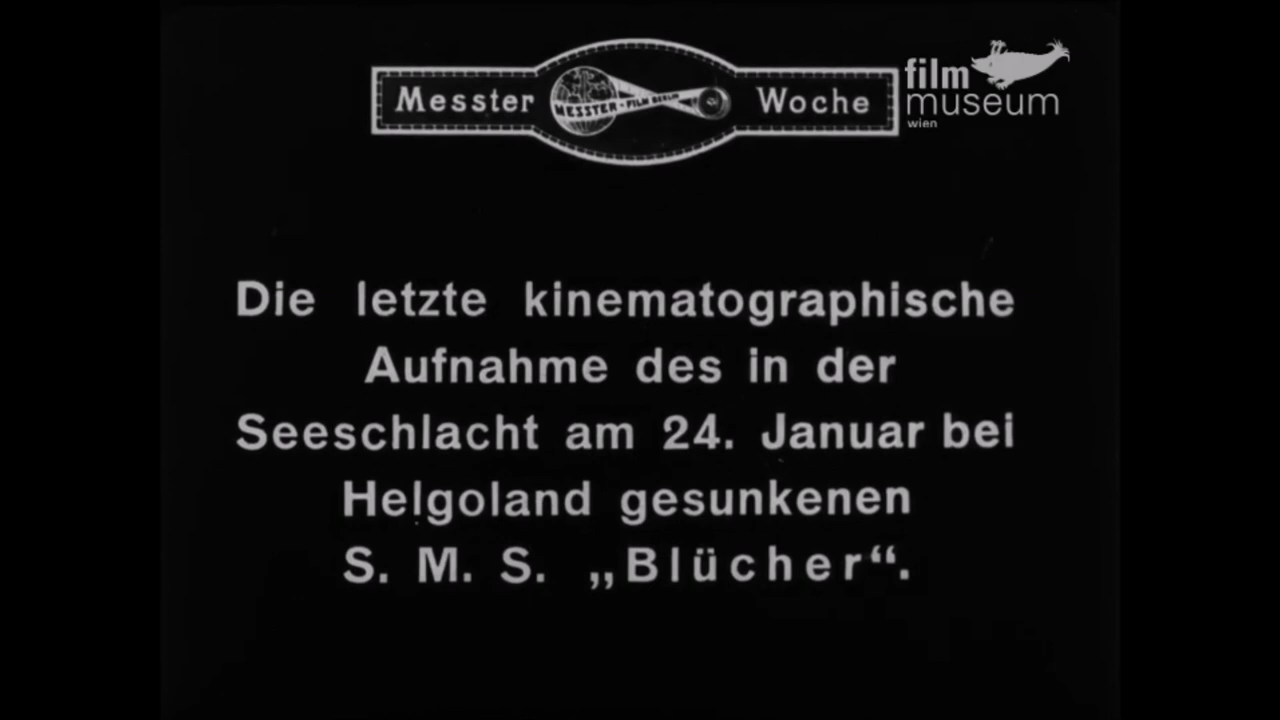 Messter Woche
MESSTER-FILM BERLIN
film
museum
wien
Die letzte kinematographische
Aufnahme des in der
Seeschlacht am 24. Januar bei
Helgoland gesunkenen
S. M. S. „Blücher“.